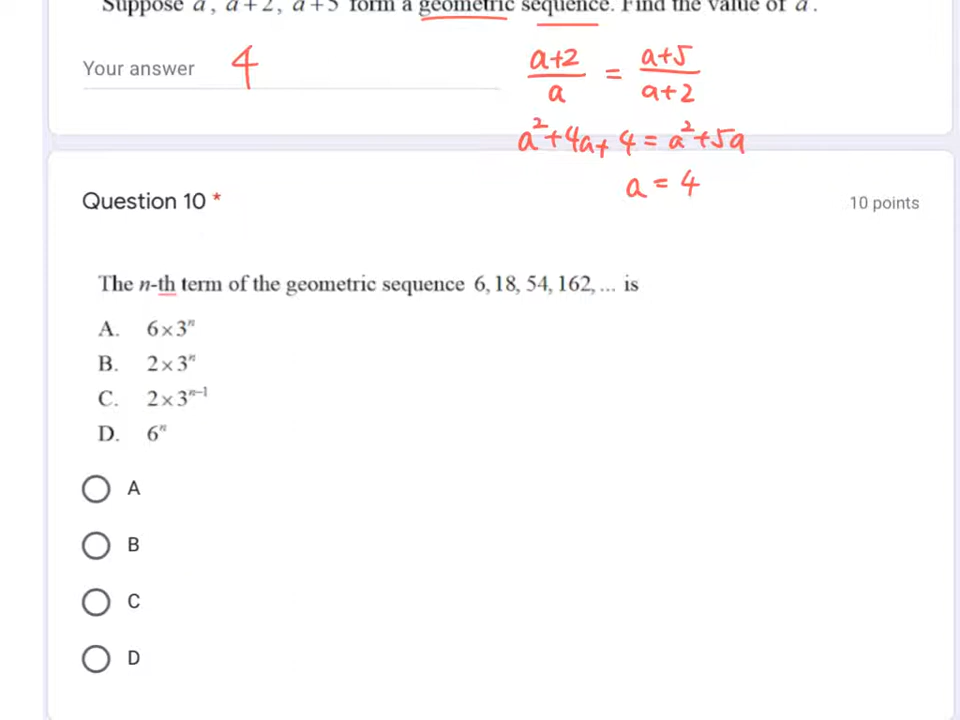 Suppose a, a+2, a+5 form a geometric sequence. Find the value of a.
Your answer 4
a+2/a = a+5/a+2
a²+4a+4 = a²+5a
a = 4
Question 10 *
10 points
The n-th term of the geometric sequence 6, 18, 54, 162, ... is
A. 6×3ⁿ
B. 2×3ⁿ
C. 2×3ⁿ⁻¹
D. 6ⁿ
A
B
C
D